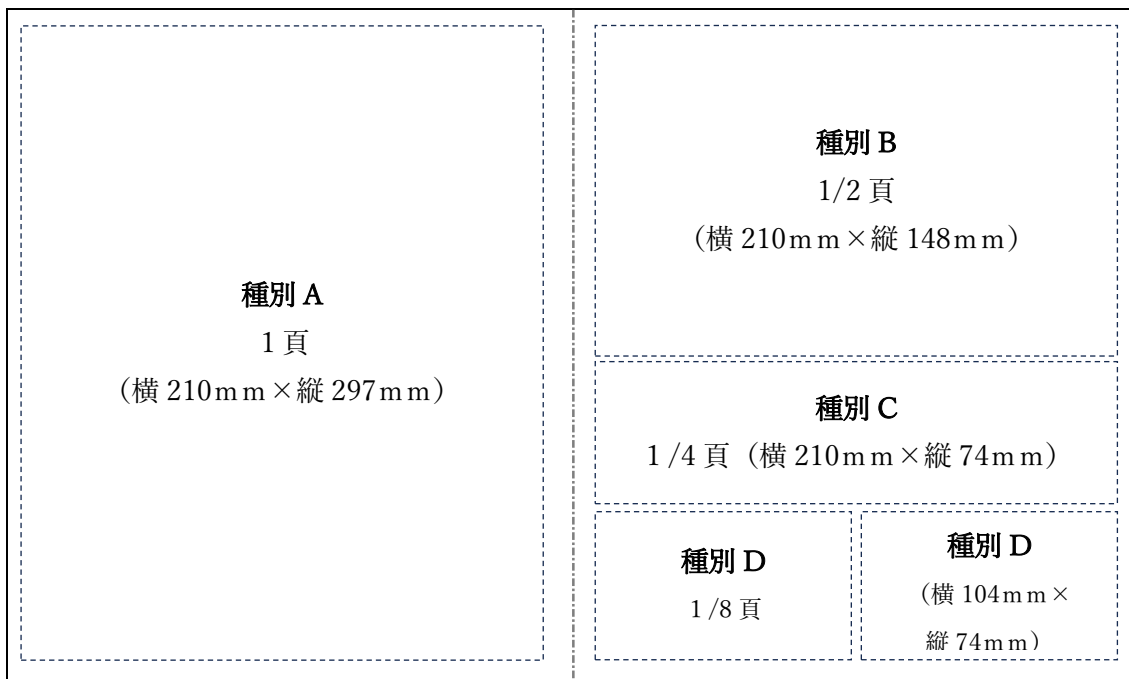 種別 A
1 頁
（横 210ｍｍ×縦 297ｍｍ）
種別 B
1/2 頁
（横 210ｍｍ×縦 148ｍｍ）
種別 C
1/4 頁（横 210ｍｍ×縦 74ｍｍ）
種別 D
1/8 頁
種別 D
（横 104ｍｍ×
縦 74ｍｍ）